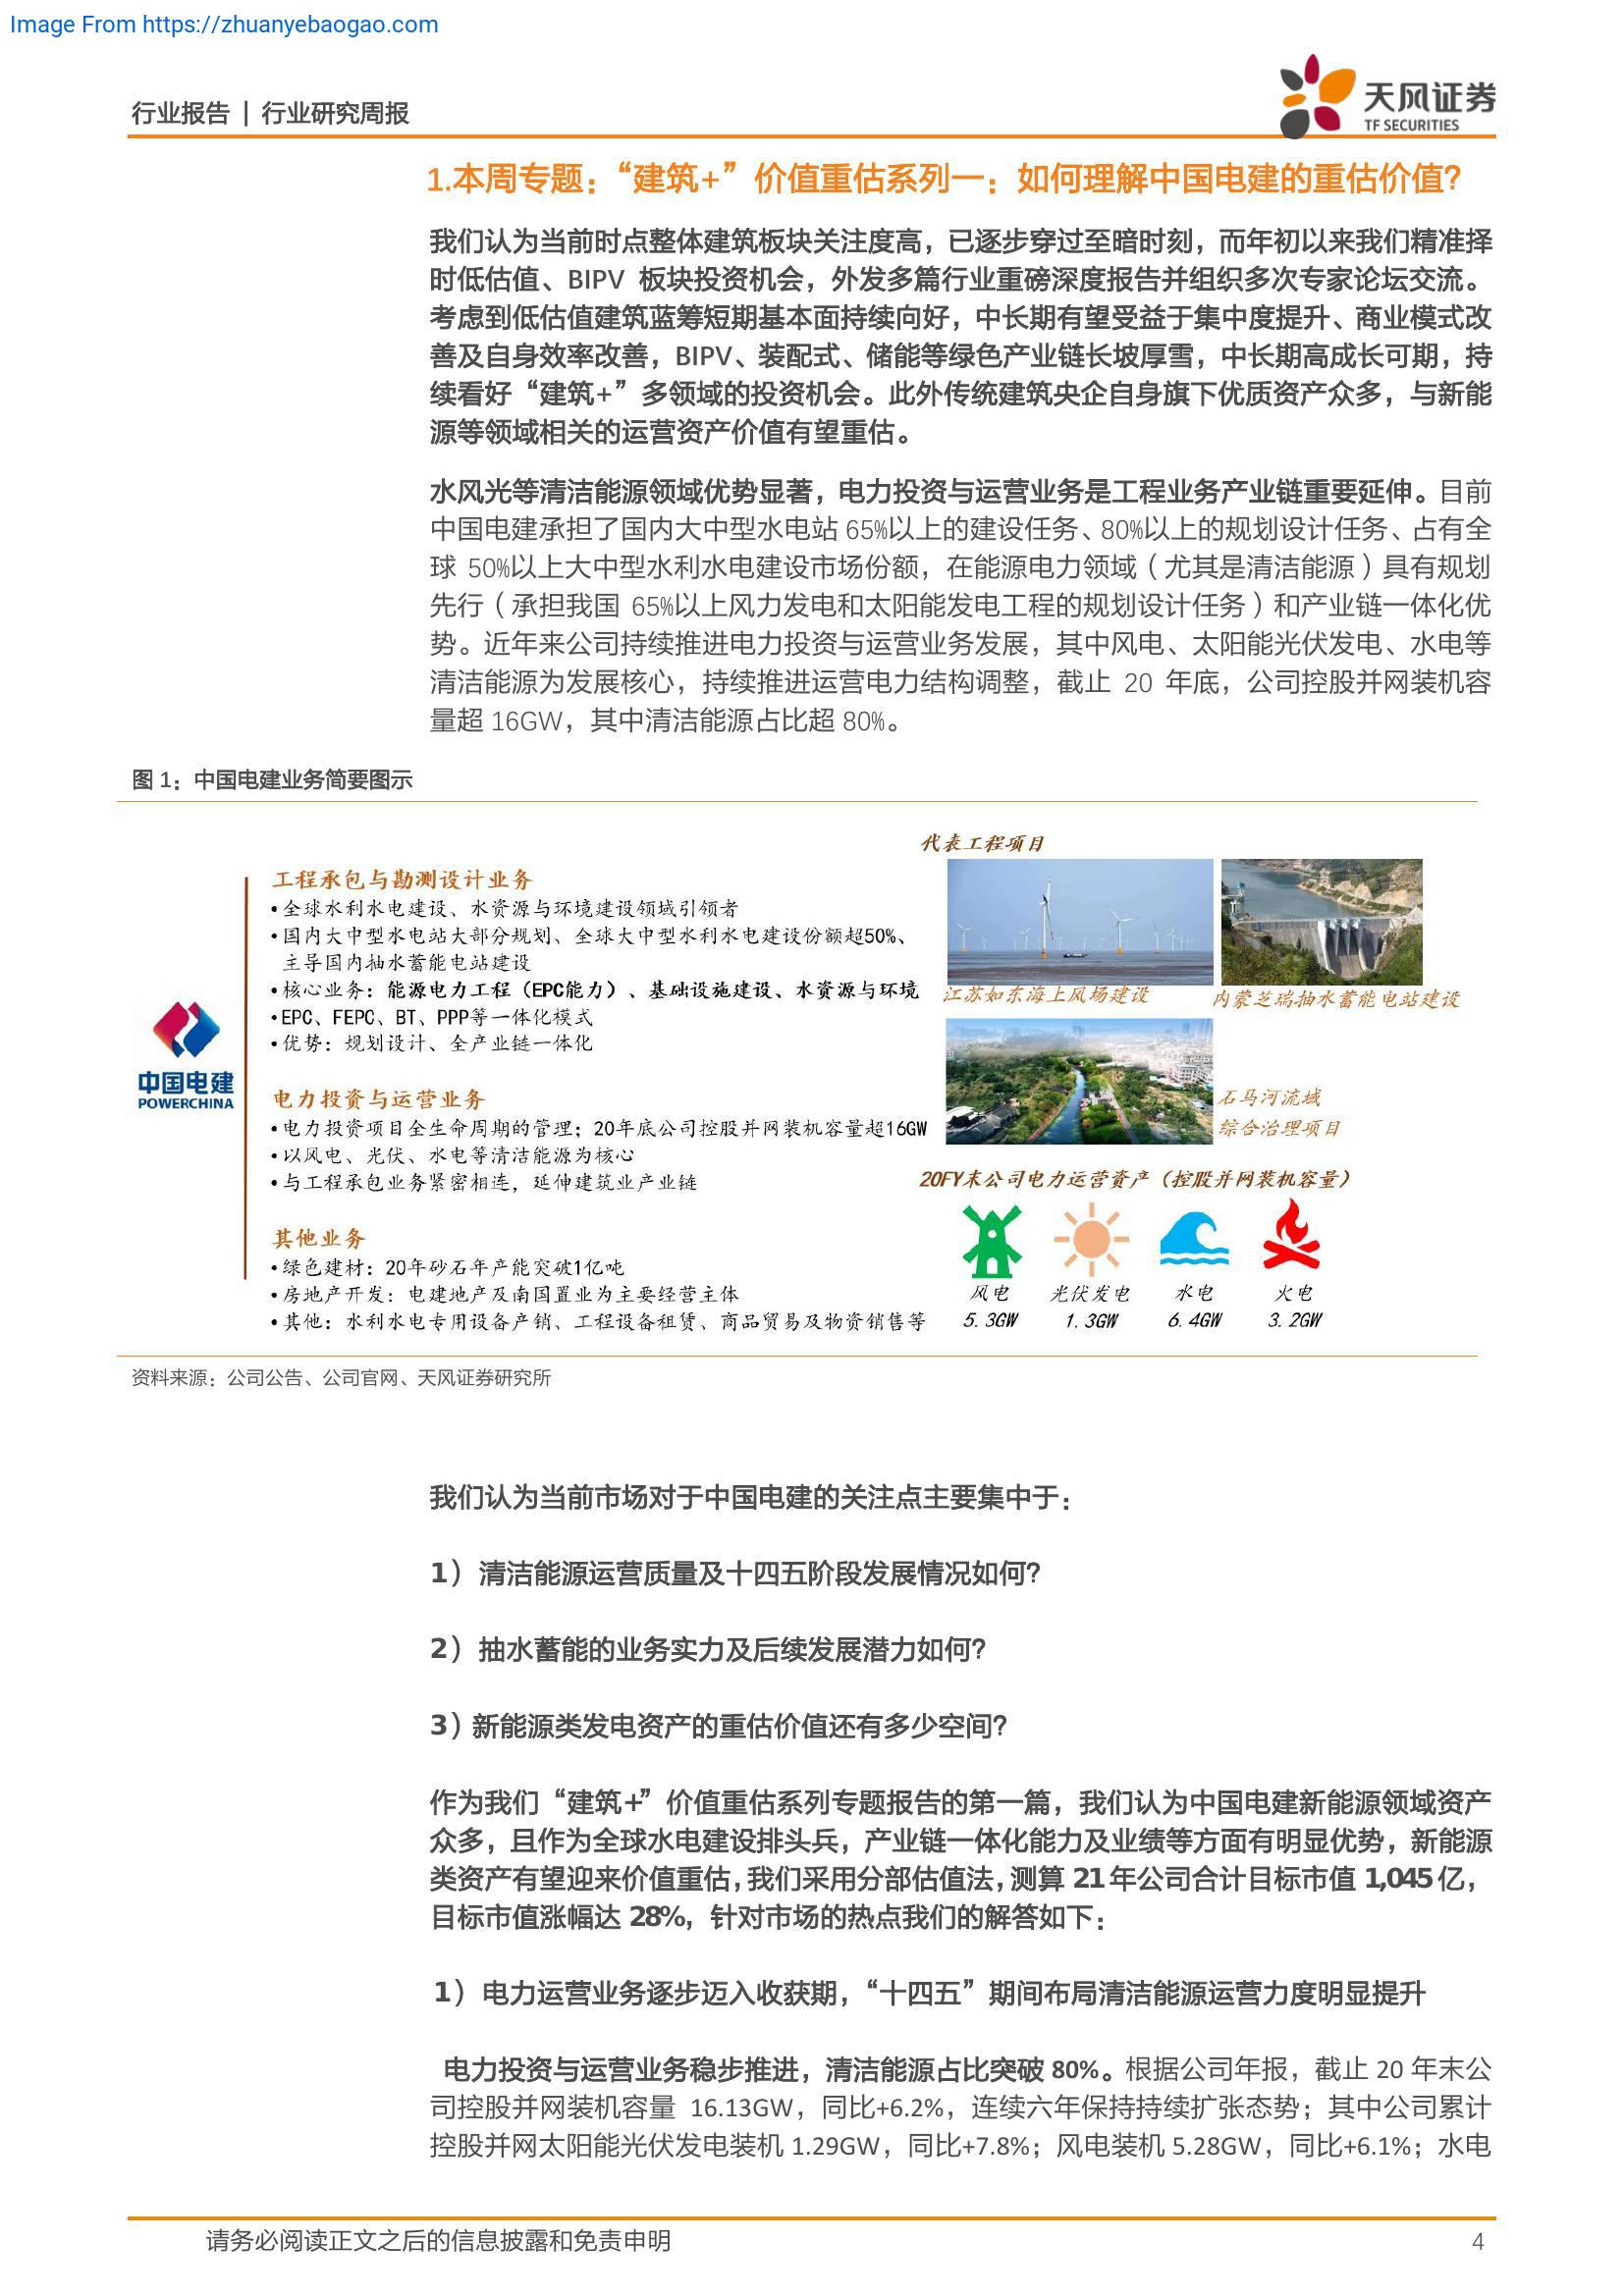 Image From https://zhuanyebaogao.com
行业报告 | 行业研究周报
天风证券
TF SECURITIES
1.本周专题：“建筑+”价值重估系列一：如何理解中国电建的重估价值？
我们认为当前时点整体建筑板块关注度高，已逐步穿过至暗时刻，而年初以来我们精准择
时低估值、BIPV 板块投资机会，外发多篇行业重磅深度报告并组织多次专家论坛交流。
考虑到低估值建筑蓝筹短期基本面持续向好，中长期有望受益于集中度提升、商业模式改
善及自身效率改善，BIPV、装配式、储能等绿色产业链长坡厚雪，中长期高成长可期，持
续看好“建筑+”多领域的投资机会。此外传统建筑央企自身旗下优质资产众多，与新能
源等领域相关的运营资产价值有望重估。
水风光等清洁能源领域优势显著，电力投资与运营业务是工程业务产业链重要延伸。目前
中国电建承担了国内大中型水电站 65%以上的建设任务、80%以上的规划设计任务、占有全
球 50%以上大中型水利水电建设市场份额，在能源电力领域（尤其是清洁能源）具有规划
先行（承担我国 65%以上风力发电和太阳能发电工程的规划设计任务）和产业链一体化优
势。近年来公司持续推进电力投资与运营业务发展，其中风电、太阳能光伏发电、水电等
清洁能源为发展核心，持续推进运营电力结构调整，截止 20 年底，公司控股并网装机容
量超 16GW，其中清洁能源占比超 80%。
图 1：中国电建业务简要图示
中国电建
POWERCHINA
工程承包与勘测设计业务
•全球水利水电建设、水资源与环境建设领域引领者
•国内大中型水电站大部分规划、全球大中型水利水电建设份额超50%、
主导国内抽水蓄能电站建设
•核心业务：能源电力工程（EPC能力）、基础设施建设、水资源与环境
•EPC、FEPC、BT、PPP等一体化模式
•优势：规划设计、全产业链一体化
电力投资与运营业务
•电力投资项目全生命周期的管理；20年底公司控股并网装机容量超16GW
•以风电、光伏、水电等清洁能源为核心
•与工程承包业务紧密相连，延伸建筑业产业链
其他业务
•绿色建材：20年砂石年产能突破1亿吨
•房地产开发：电建地产及南国置业为主要经营主体
•其他：水利水电专用设备产销、工程设备租赁、商品贸易及物资销售等
代表工程项目
江苏如东海上风场建设
内蒙芝瑞抽水蓄能电站建设
石马河流域
综合治理项目
20FY末公司电力运营资产（控股并网装机容量）
风电 光伏发电 水电 火电
5.3GW 1.3GW 6.4GW 3.2GW
资料来源：公司公告、公司官网、天风证券研究所
我们认为当前市场对于中国电建的关注点主要集中于：
1） 清洁能源运营质量及十四五阶段发展情况如何？
2） 抽水蓄能的业务实力及后续发展潜力如何？
3）新能源类发电资产的重估价值还有多少空间？
作为我们“建筑+”价值重估系列专题报告的第一篇，我们认为中国电建新能源领域资产
众多，且作为全球水电建设排头兵，产业链一体化能力及业绩等方面有明显优势，新能源
类资产有望迎来价值重估，我们采用分部估值法，测算 21 年公司合计目标市值 1,045 亿，
目标市值涨幅达 28%，针对市场的热点我们的解答如下：
1） 电力运营业务逐步迈入收获期，“十四五”期间布局清洁能源运营力度明显提升
电力投资与运营业务稳步推进，清洁能源占比突破 80%。根据公司年报，截止 20 年末公
司控股并网装机容量 16.13GW，同比+6.2%，连续六年保持持续扩张态势；其中公司累计
控股并网太阳能光伏发电装机 1.29GW，同比+7.8%；风电装机 5.28GW，同比+6.1%；水电
请务必阅读正文之后的信息披露和免责申明
4